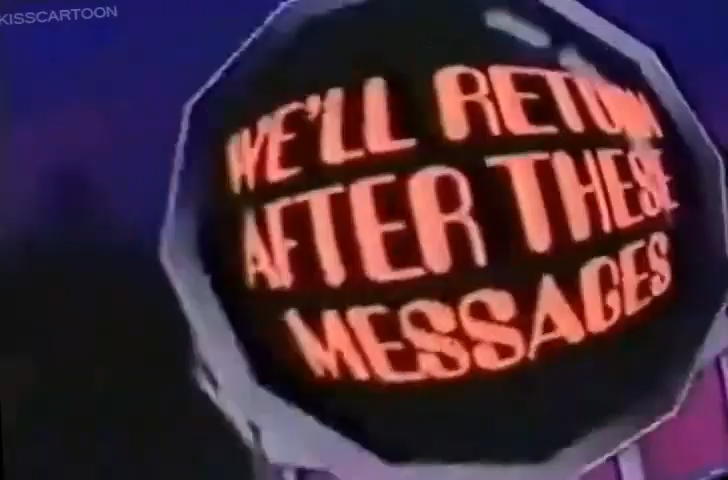 KISSCARTOON
WE'LL RETURN
AFTER THESE
MESSAGES